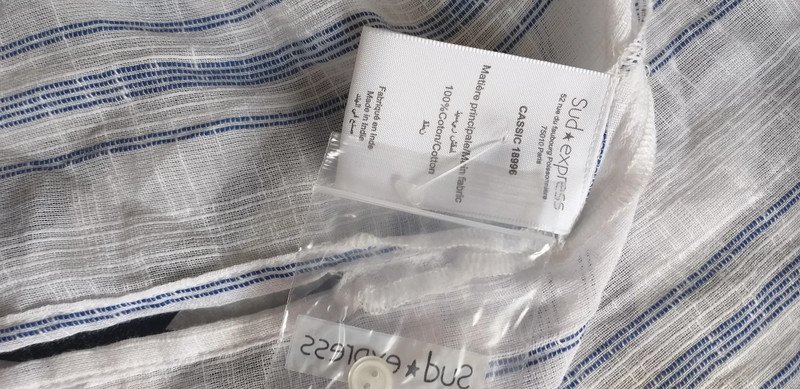 Sud★express
52 rue du faubourg Poissonnière
75010 Paris
CASSIC 18996
Matière principale/Main fabric
100%Coton/Cotton
Fabriqué en Inde
Made in Indie
Sud★express